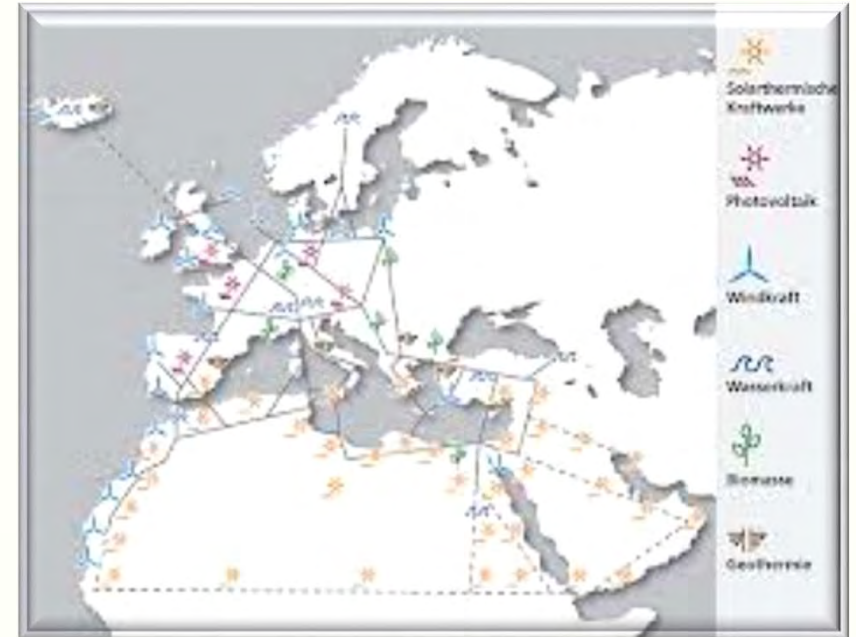 Solarthermische
Kraftwerke
Photovoltaik
Windkraft
Wasserkraft
Biomasse
Geothermie